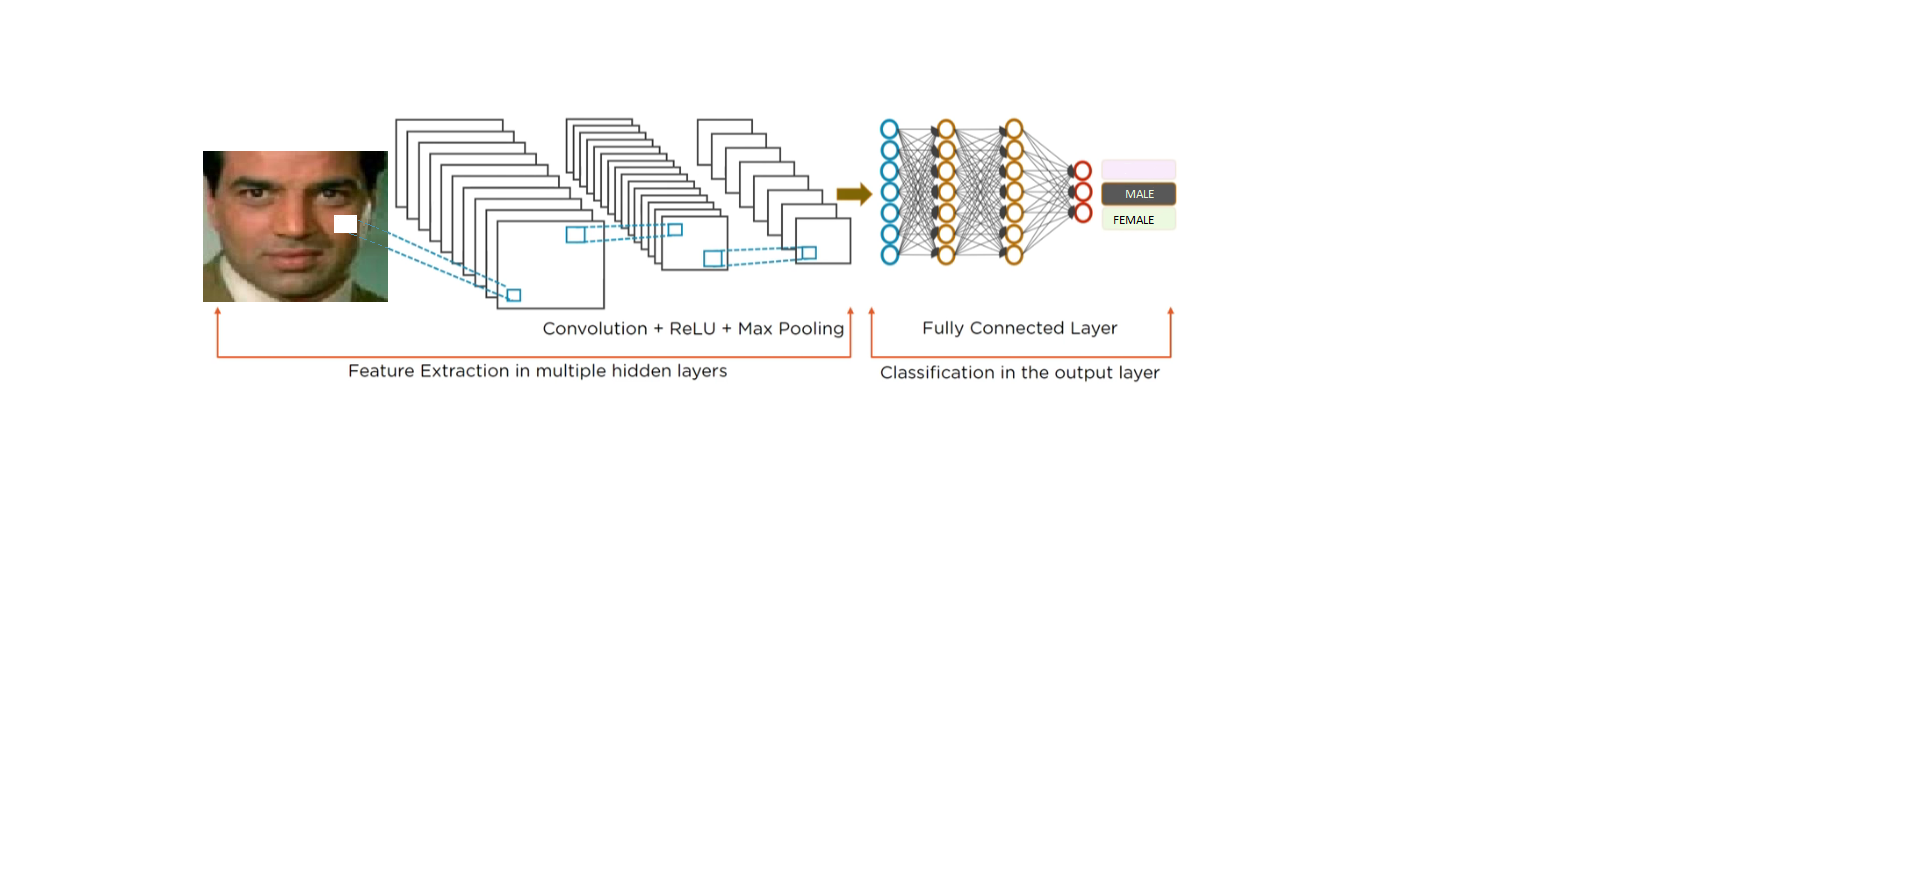 MALE
FEMALE
Convolution + ReLU + Max Pooling
Fully Connected Layer
Feature Extraction in multiple hidden layers
Classification in the output layer